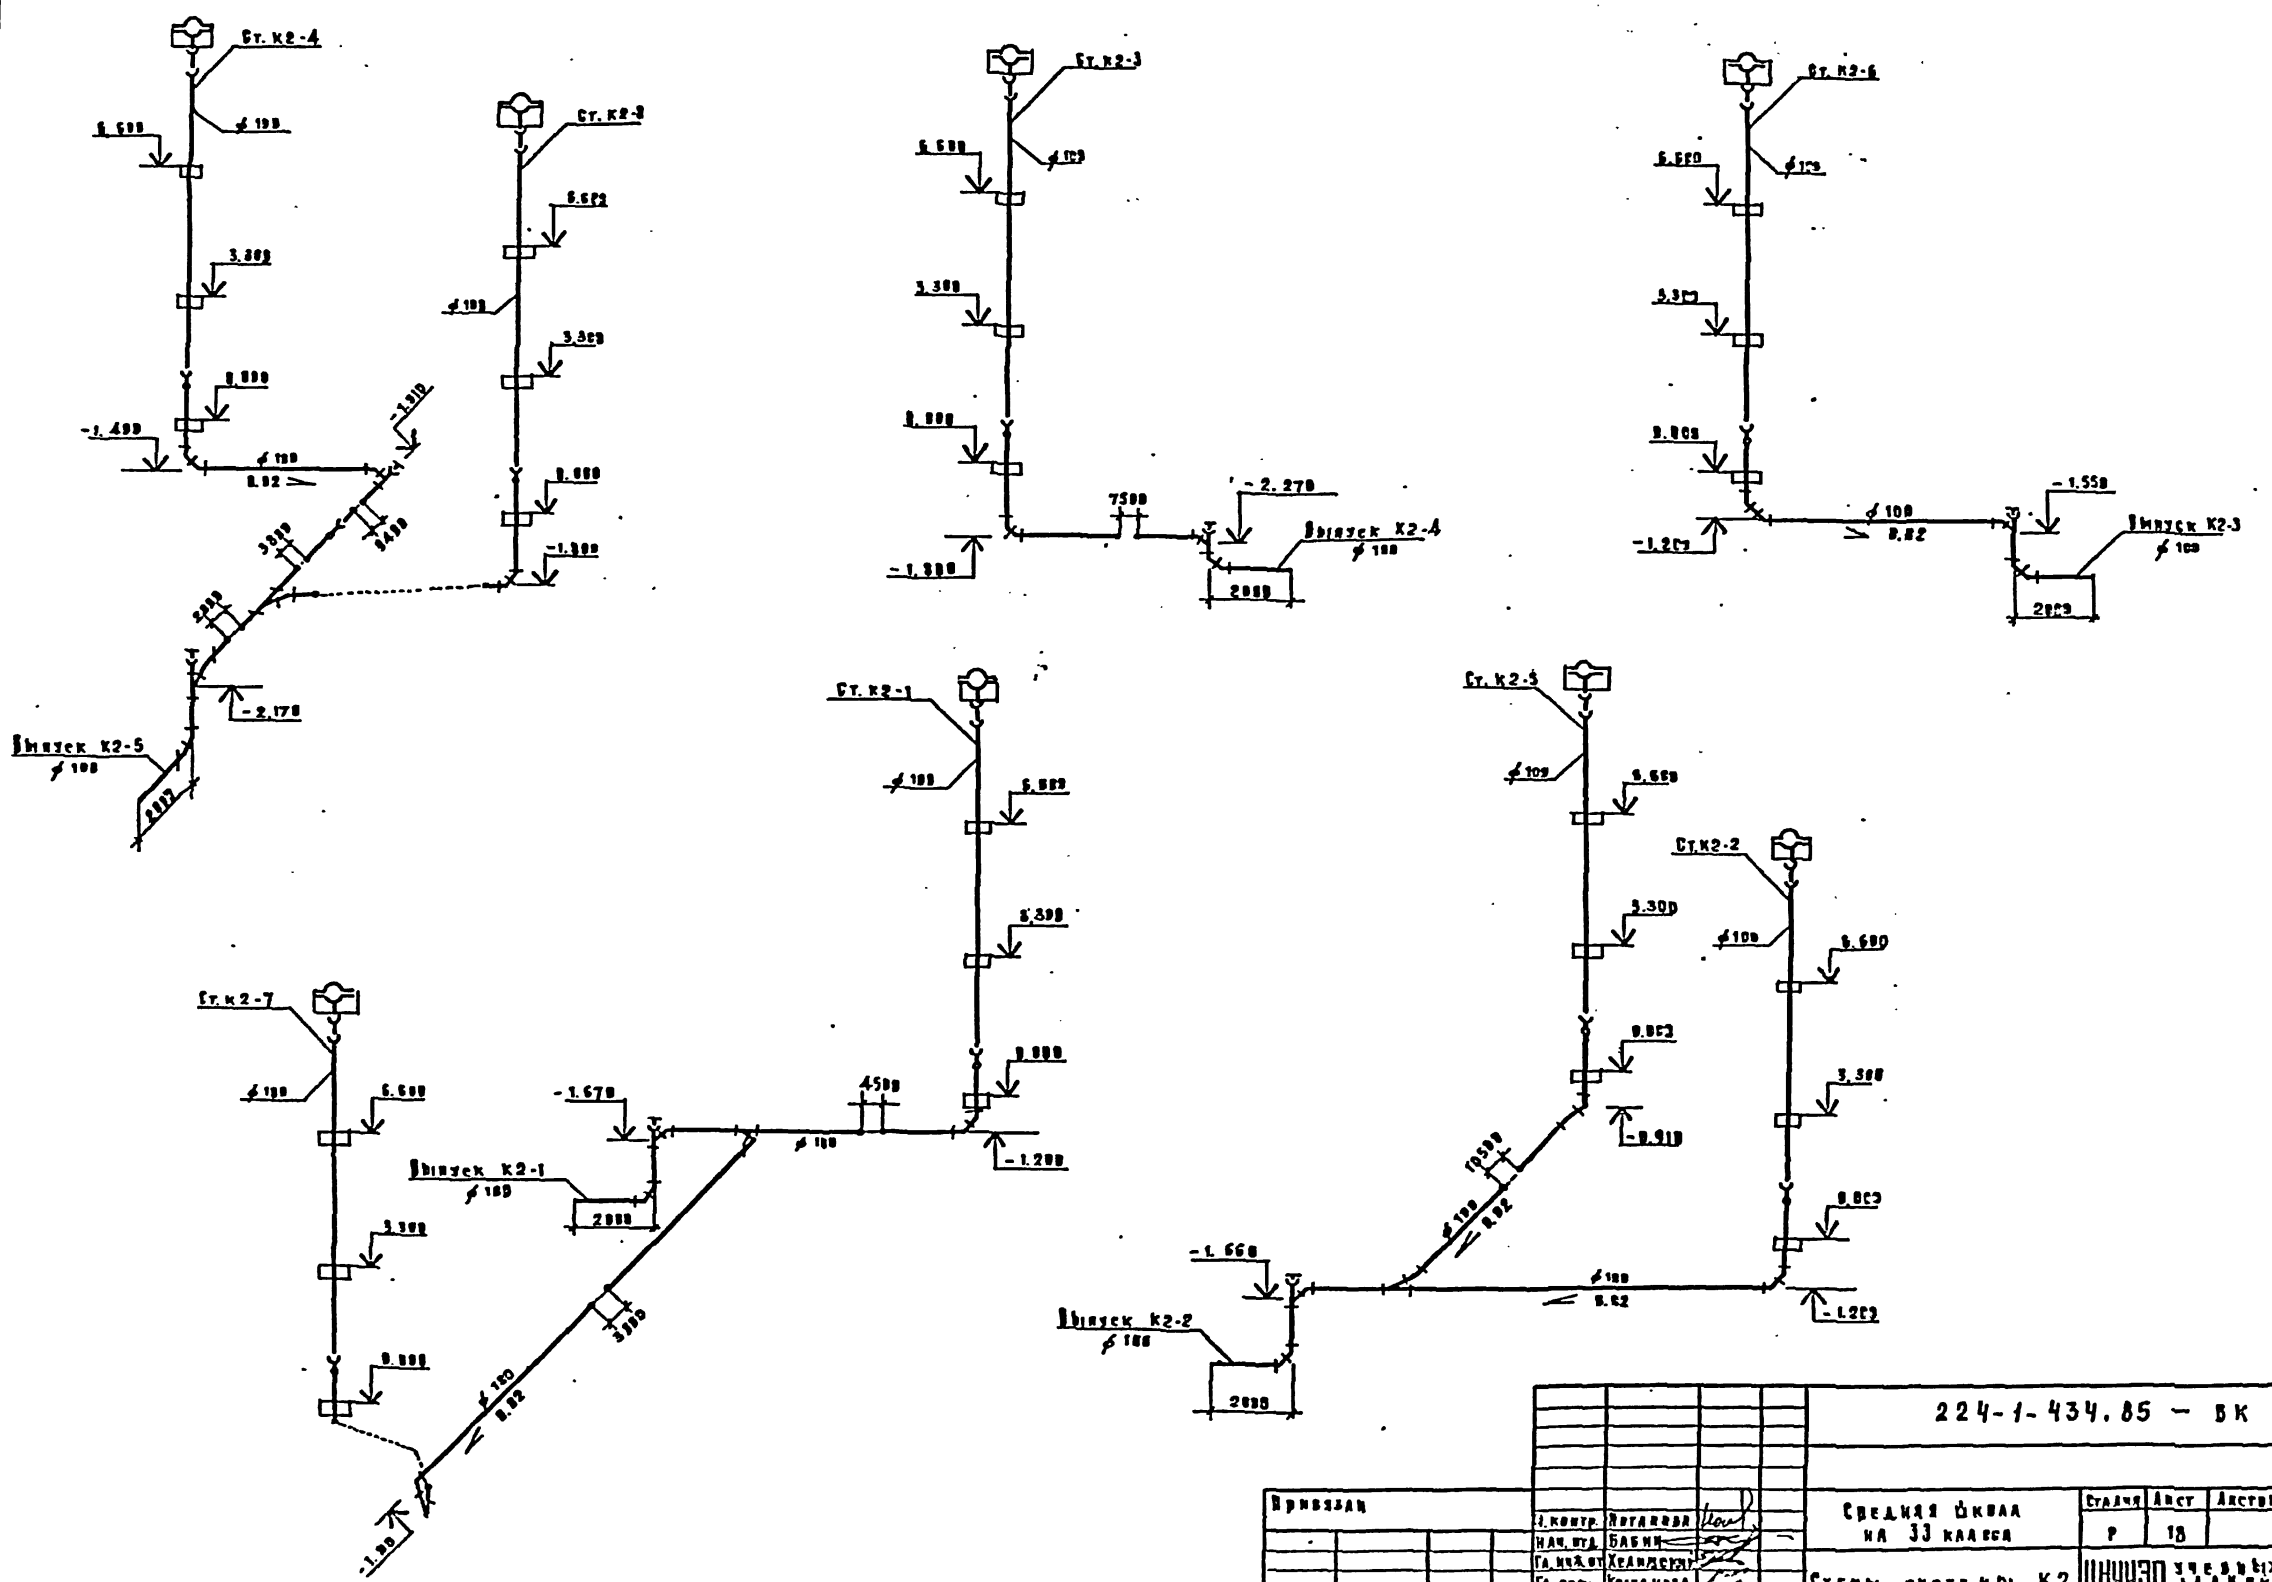 Ст. К2-4
ф 100
6.600
3.300
0.000
-1.400
ф 100
0.02
-1.310
3300
2000
-2,170
Выпуск К2-5
ф 100
2000
6.600
ф 100
3.300
0.000
-1.300
Ст. К2-3
6.600
ф 100
3.300
0.000
-1.300
7500
-2.270
Выпуск К2-4
ф 100
2000
Ст. К2-6
6.600
ф 100
3.300
0.000
-1.200
ф 100
0.02
-1.550
Выпуск К2-3
ф 100
2000
Ст. К2-1
ф 100
6.600
3,300
0.000
4500
ф 100
-1.200
-1.670
Выпуск К2-1
ф 100
2000
Ст. К2-7
ф 100
6.600
3.300
0.000
ф 100
0.02
Ст. К2-5
ф 100
6.600
3.300
0.000
-0.910
10500
ф 100
0.02
Ст. К2-2
ф 100
6.600
3,300
0.000
-1.200
ф 100
0.02
-1.660
Выпуск К2-2
ф 100
2000
224-1-434.85 - ВК
Привязан
Средняя школа
на 33 класса
Стадия Лист
Р 18
Нач. отд. Бабин
К2